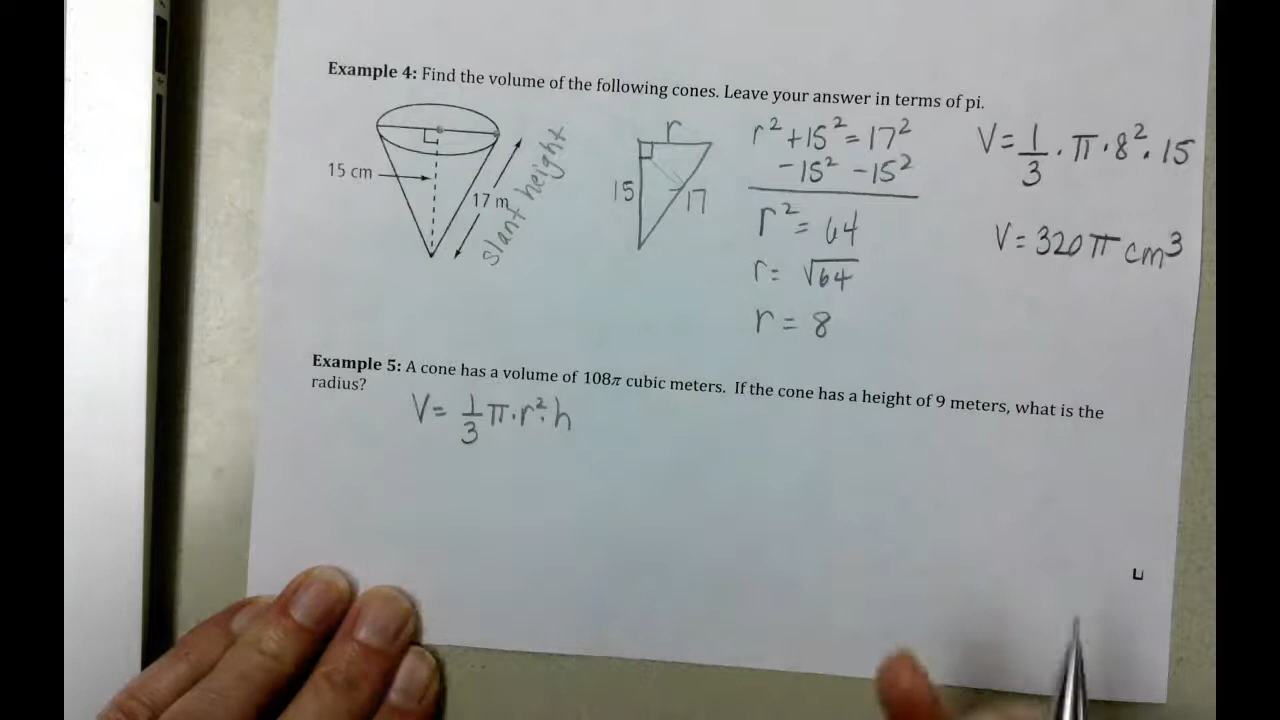 Example 4: Find the volume of the following cones. Leave your answer in terms of pi.
15 cm
17 m
slant height
r
15
17
r² + 15² = 17²
- 15² - 15²
r² = 64
r = √64
r = 8
V = 1/3 · π · 8² · 15
V = 320 π cm³
Example 5: A cone has a volume of 108π cubic meters. If the cone has a height of 9 meters, what is the
radius?
V = 1/3 π · r² · h